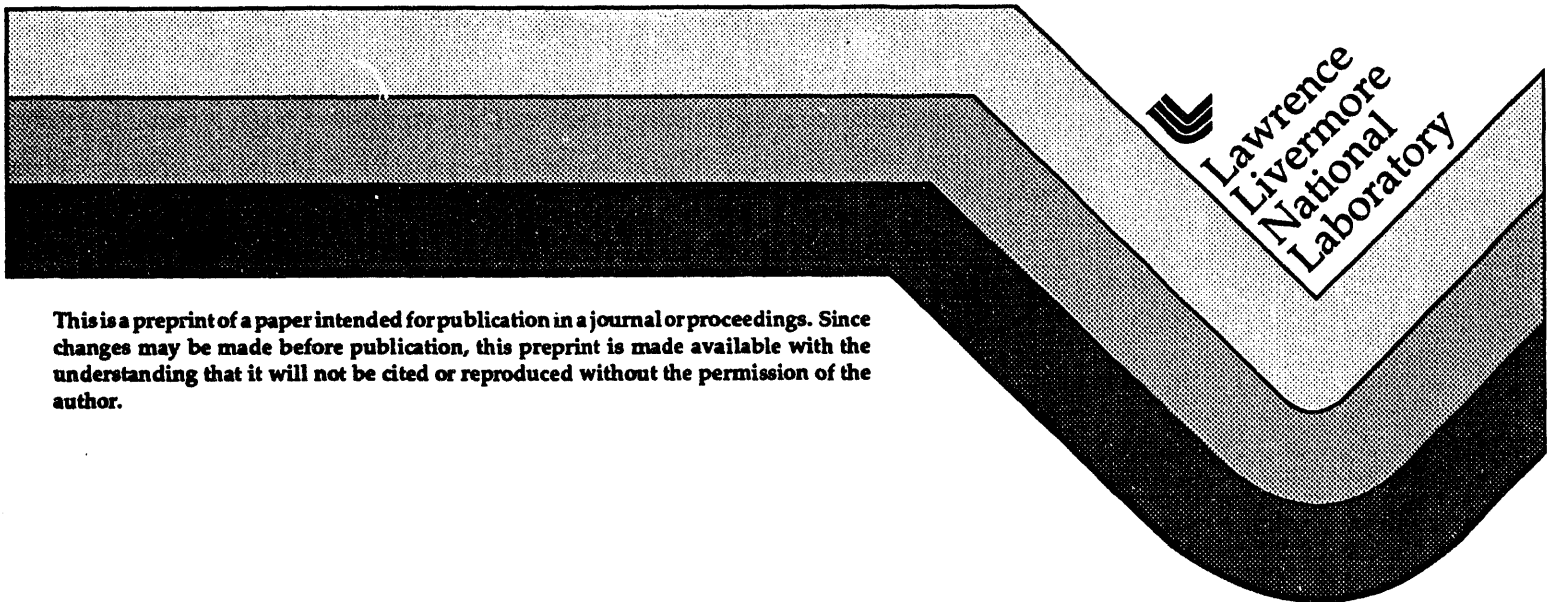 Lawrence
Livermore
National
Laboratory
This is a preprint of a paper intended for publication in a journal or proceedings. Since
changes may be made before publication, this preprint is made available with the
understanding that it will not be cited or reproduced without the permission of the
author.